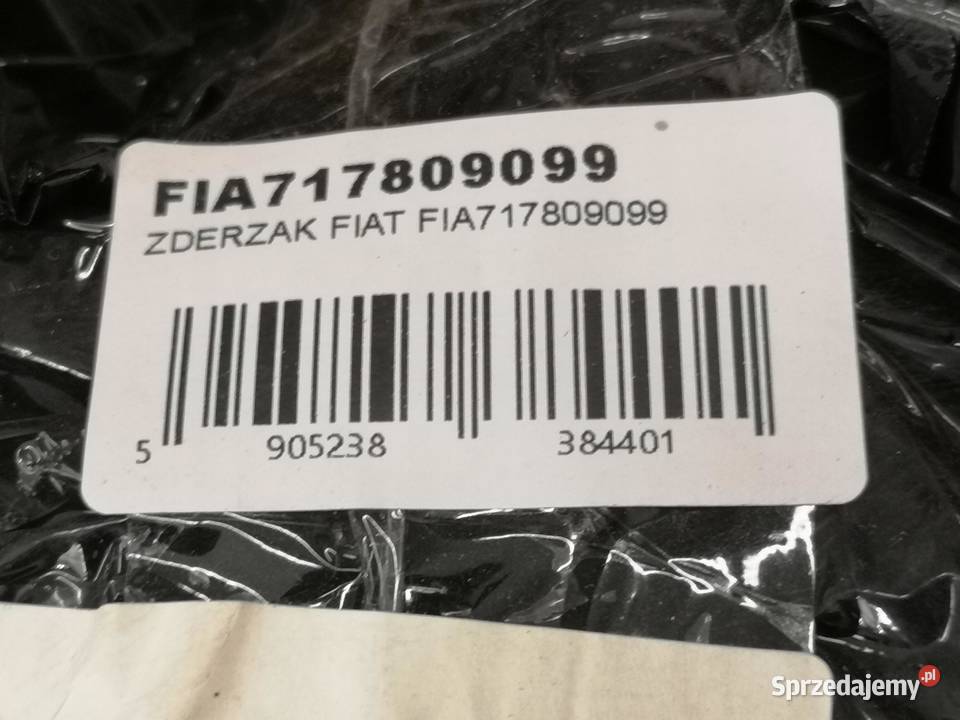 FIA717809099
ZDERZAK FIAT FIA717809099
5 905238 384401
Sprzedajemy.pl